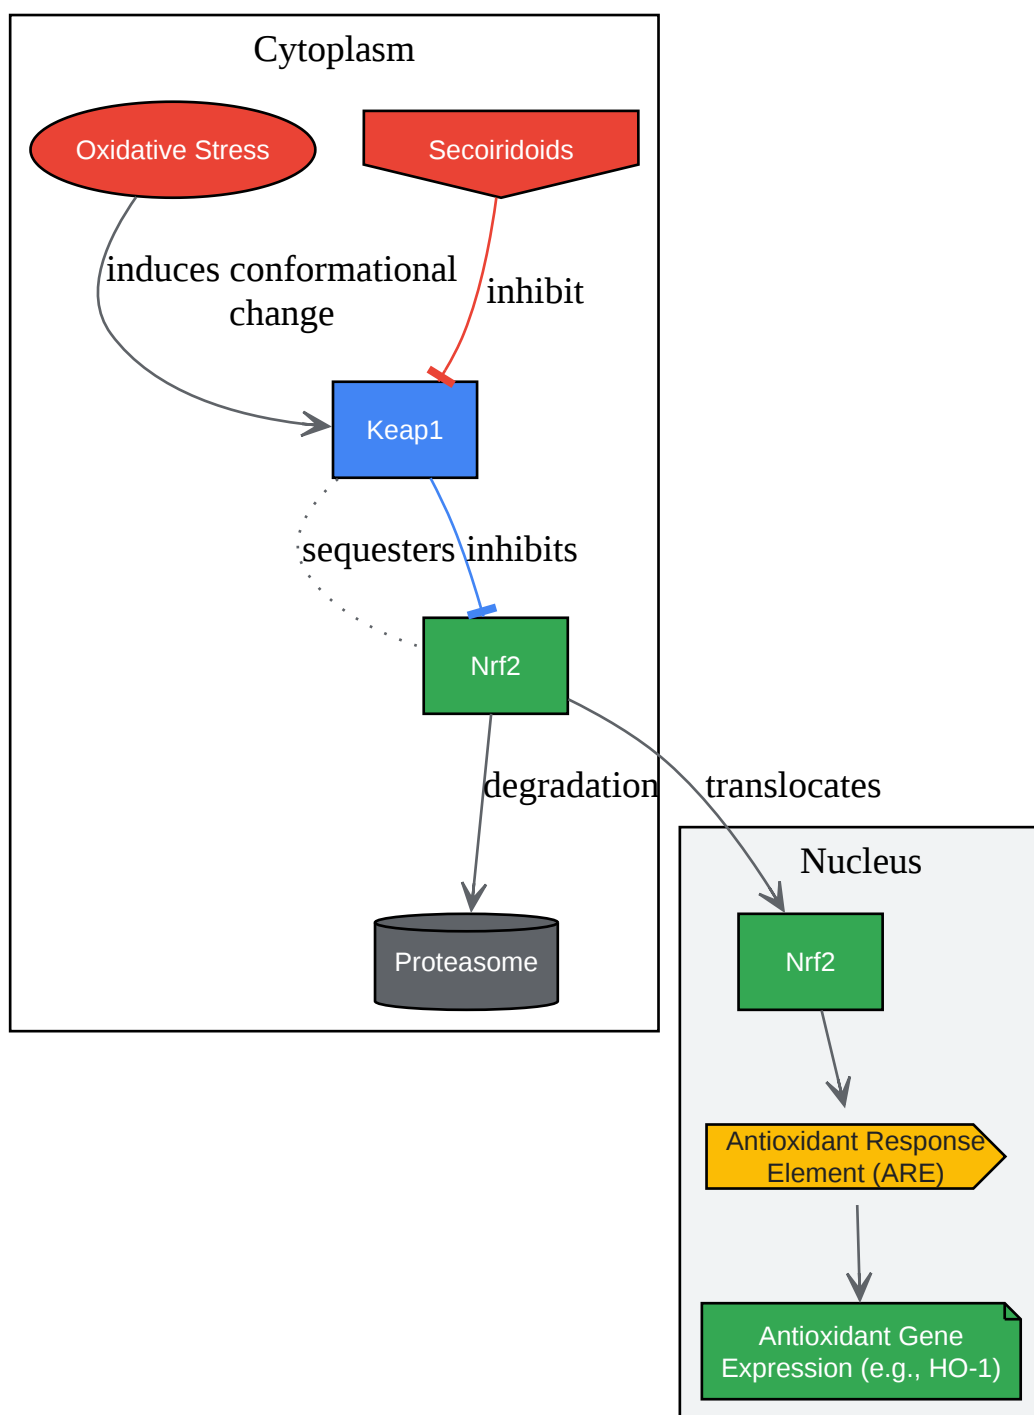 Cytoplasm
Oxidative Stress
Secoiridoids
induces conformational
change
inhibit
Keap1
sequesters
inhibits
Nrf2
degradation
translocates
Nucleus
Proteasome
Nrf2
Antioxidant Response
Element (ARE)
Antioxidant Gene
Expression (e.g., HO-1)